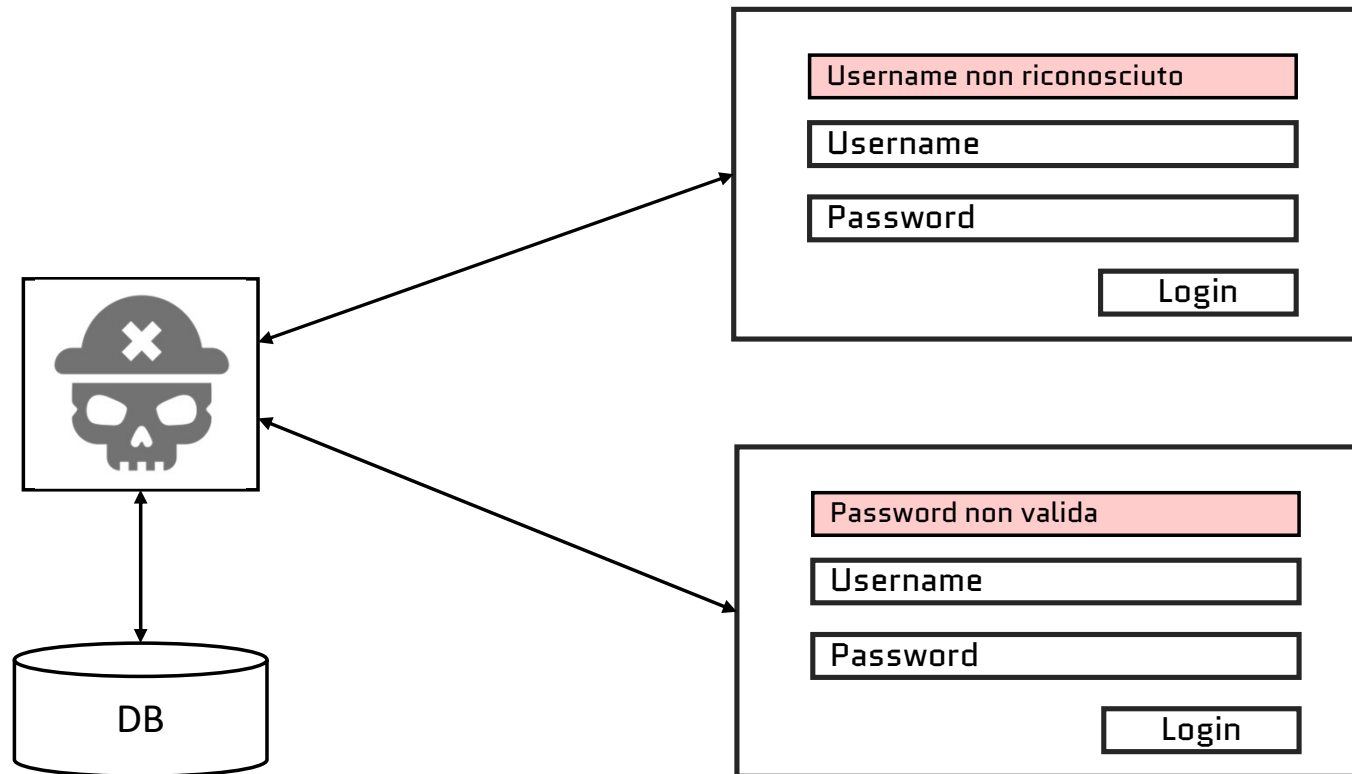 Username non riconosciuto
Username
Password
Login
Password non valida
Username
Password
Login
DB